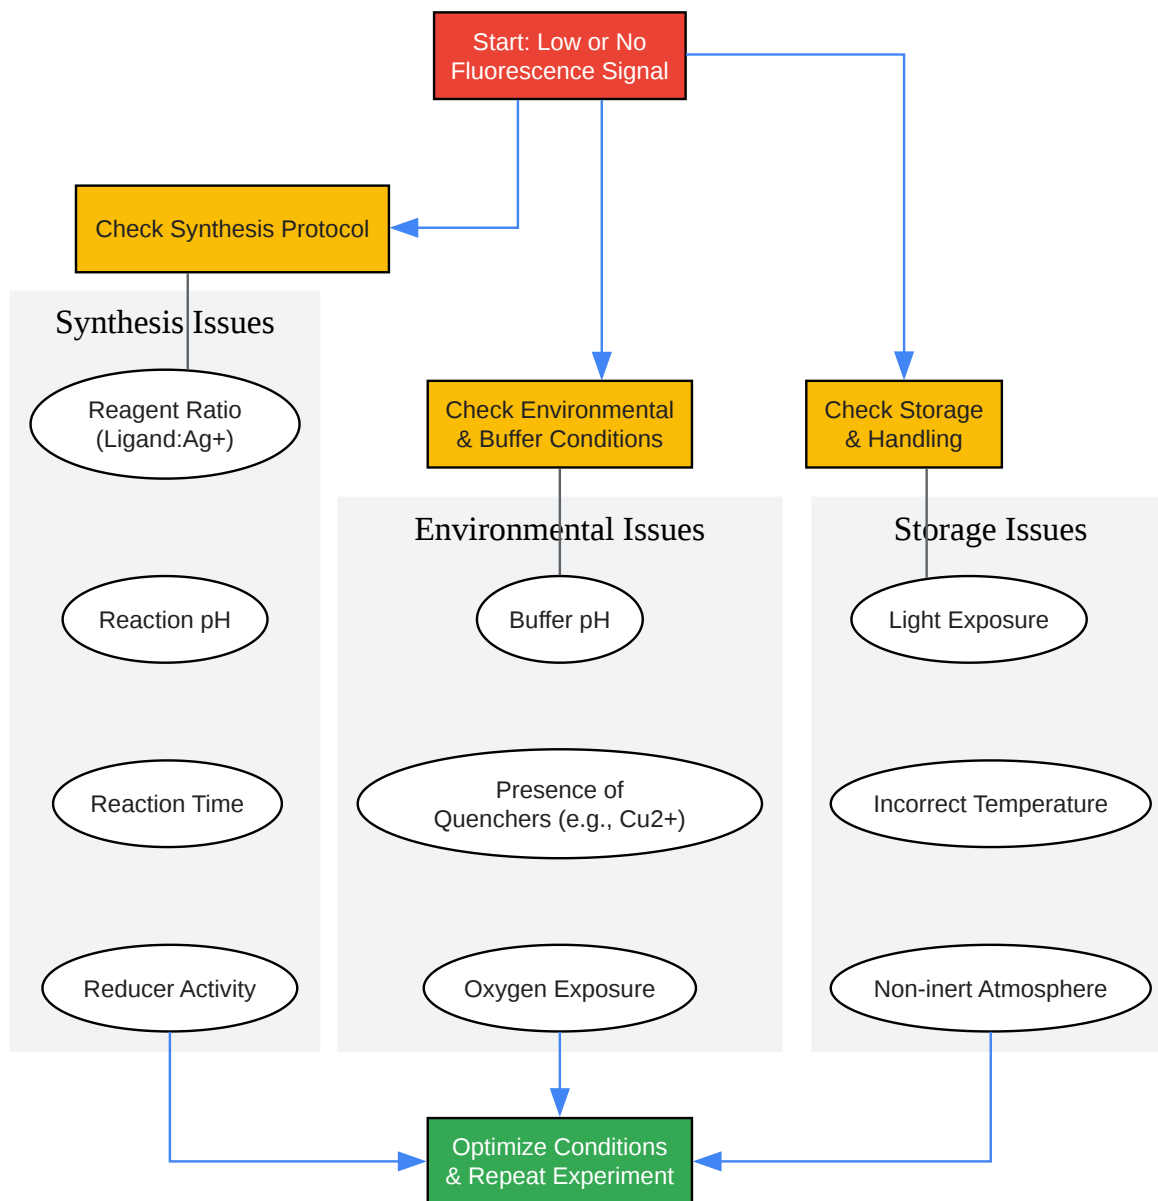 Start: Low or No
Fluorescence Signal
Check Synthesis Protocol
Synthesis Issues
Reagent Ratio
(Ligand:Ag+)
Reaction pH
Reaction Time
Reducer Activity
Check Environmental
& Buffer Conditions
Environmental Issues
Buffer pH
Presence of
Quenchers (e.g., Cu2+)
Oxygen Exposure
Check Storage
& Handling
Storage Issues
Light Exposure
Incorrect Temperature
Non-inert Atmosphere
Optimize Conditions
& Repeat Experiment